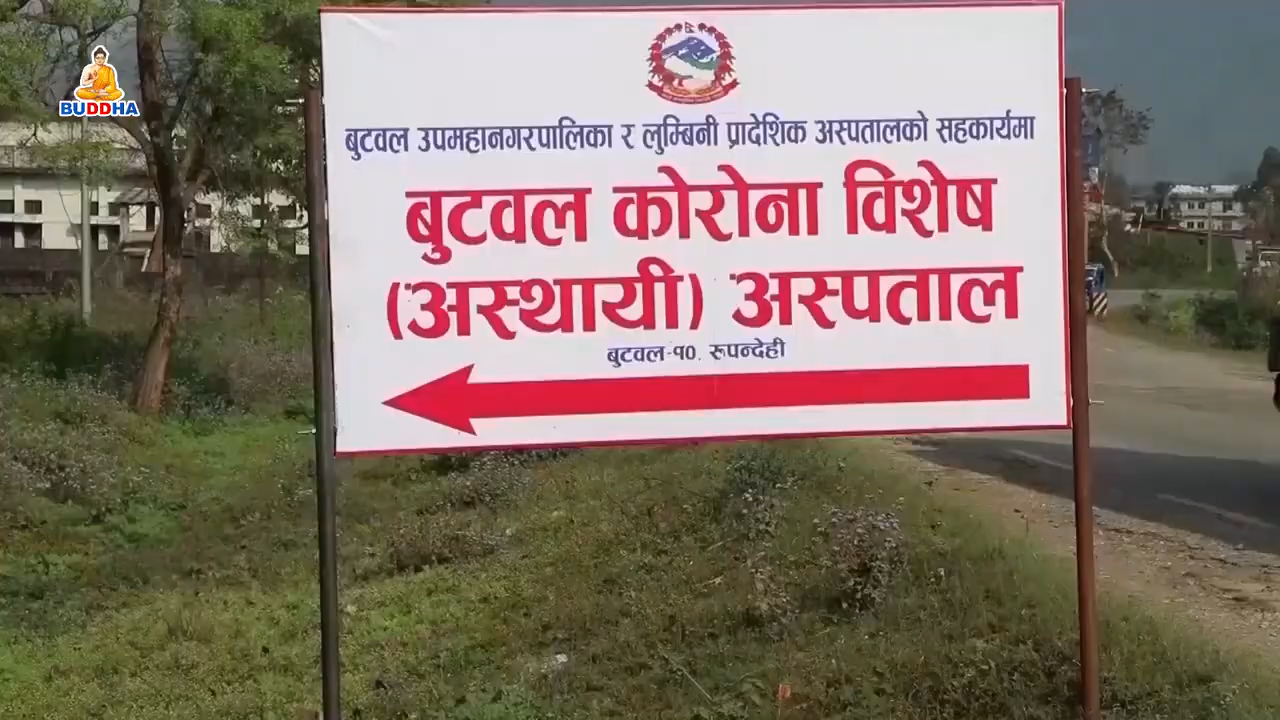 BUDDHA
बुटवल उपमहानगरपालिका र लुम्बिनी प्रादेशिक अस्पतालको सहकार्यमा
बुटवल कोरोना विशेष
(अस्थायी) अस्पताल
बुटवल-१०. रुपन्देही